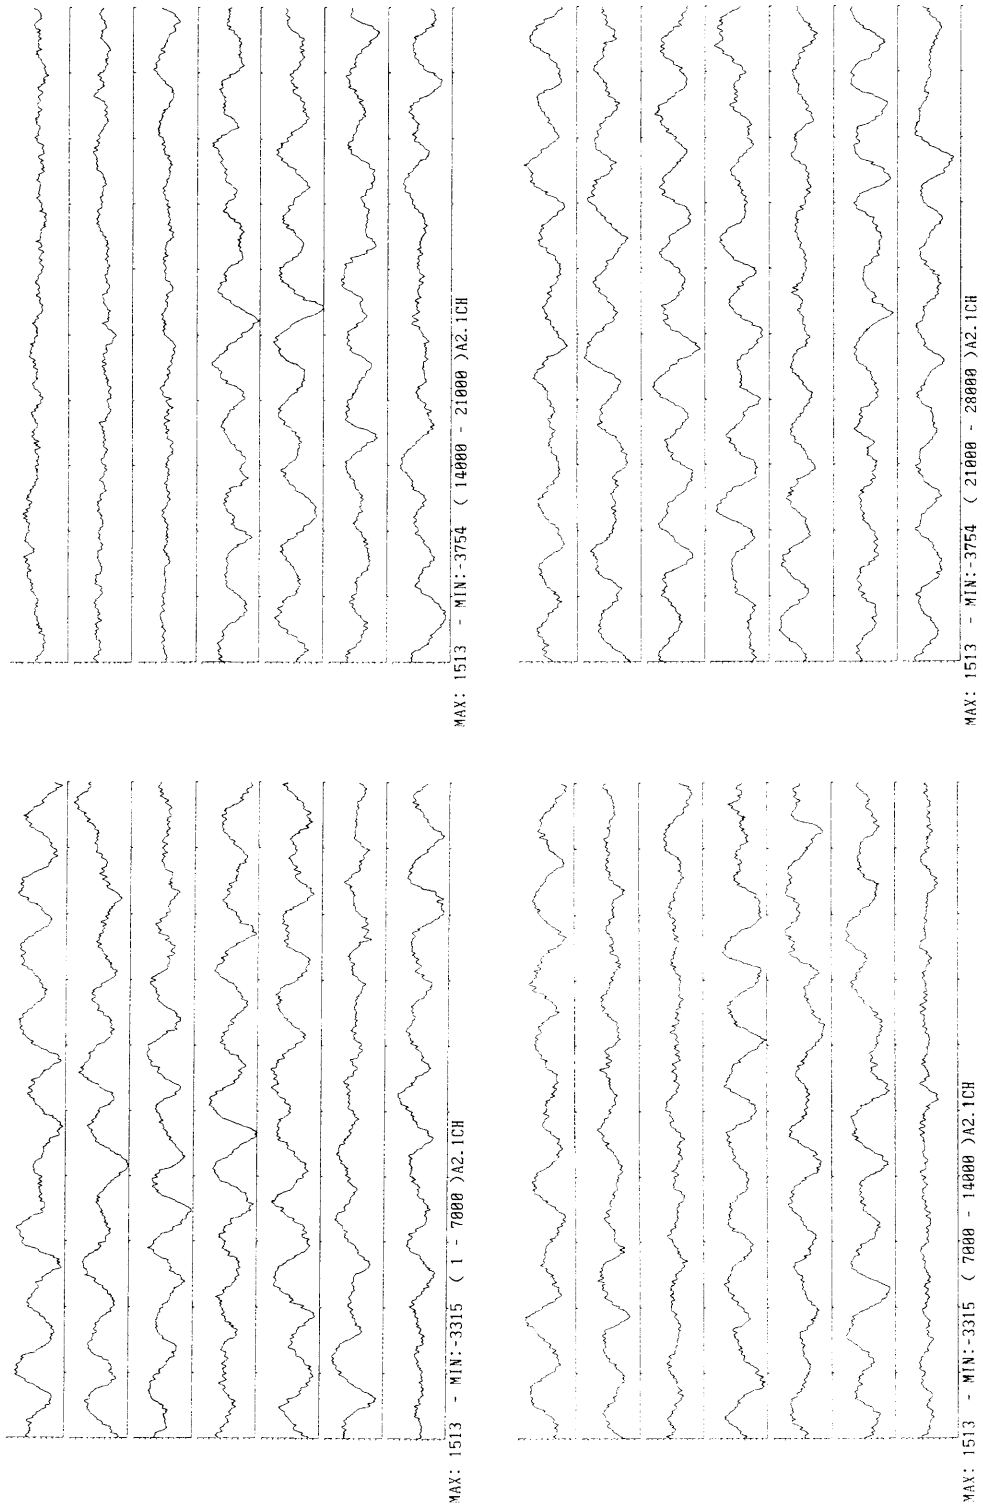 MAX: 1513 - MIN:-3315 ( 1 - 7000 )A2.1CH
MAX: 1513 - MIN:-3315 ( 7000 - 14000 )A2.1CH
MAX: 1513 - MIN:-3754 ( 14000 - 21000 )A2.1CH
MAX: 1513 - MIN:-3754 ( 21000 - 28000 )A2.1CH